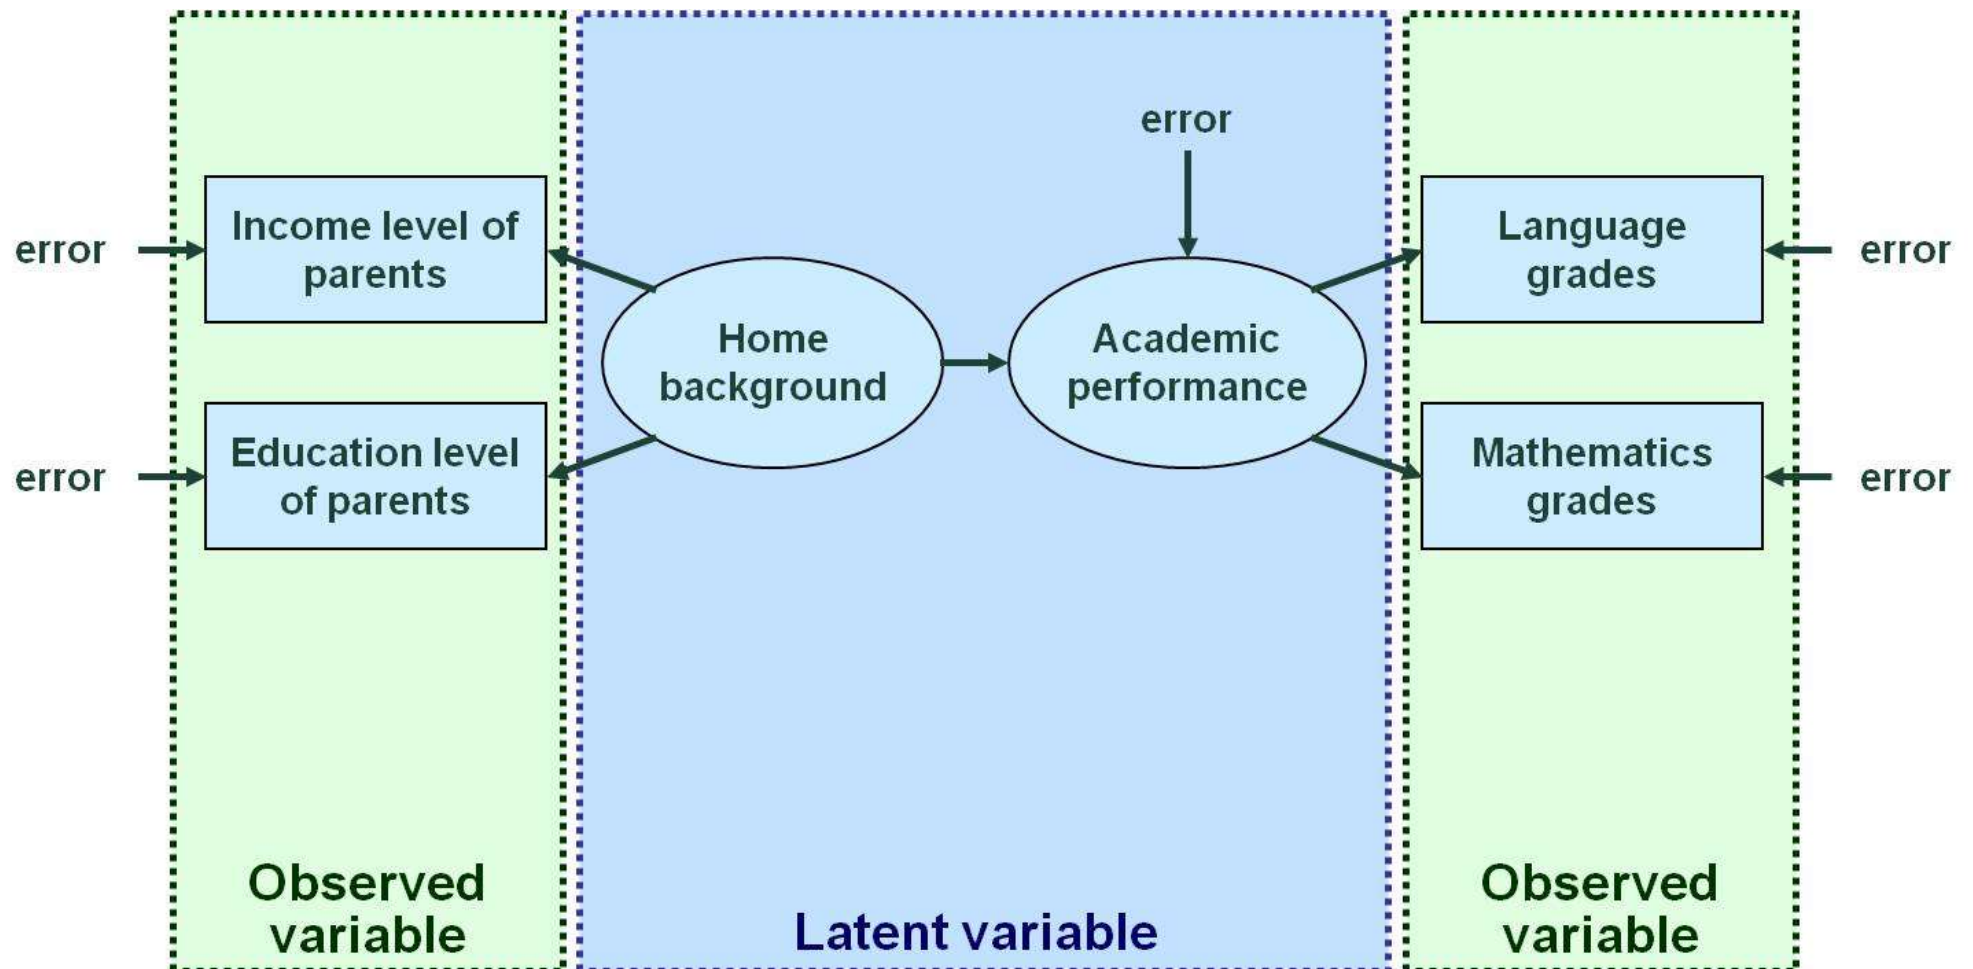 error
error
Income level of
parents
Education level
of parents
Observed
variable
error
Home
background
Academic
performance
Latent variable
Language
grades
Mathematics
grades
error
error
Observed
variable